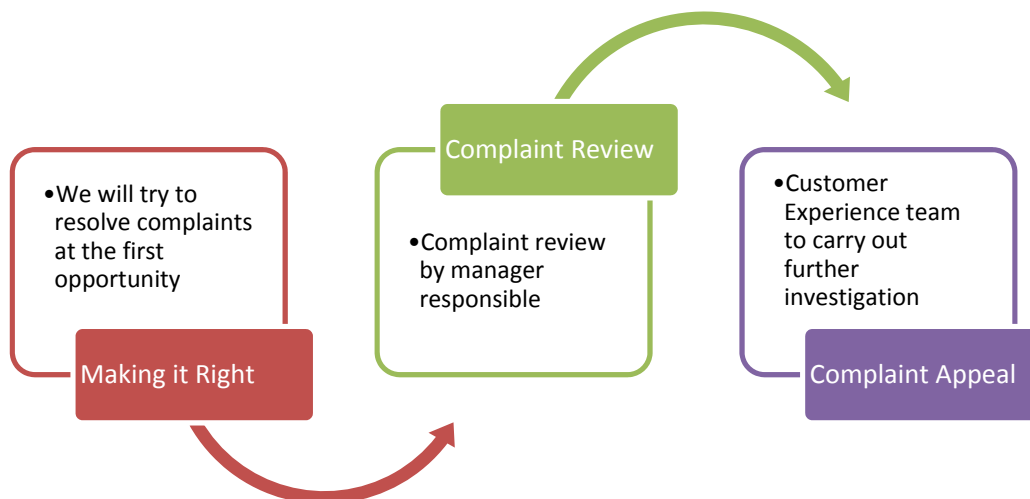 •We will try to
resolve complaints
at the first
opportunity
Making it Right
Complaint Review
•Complaint review
by manager
responsible
•Customer
Experience team
to carry out
further
investigation
Complaint Appeal